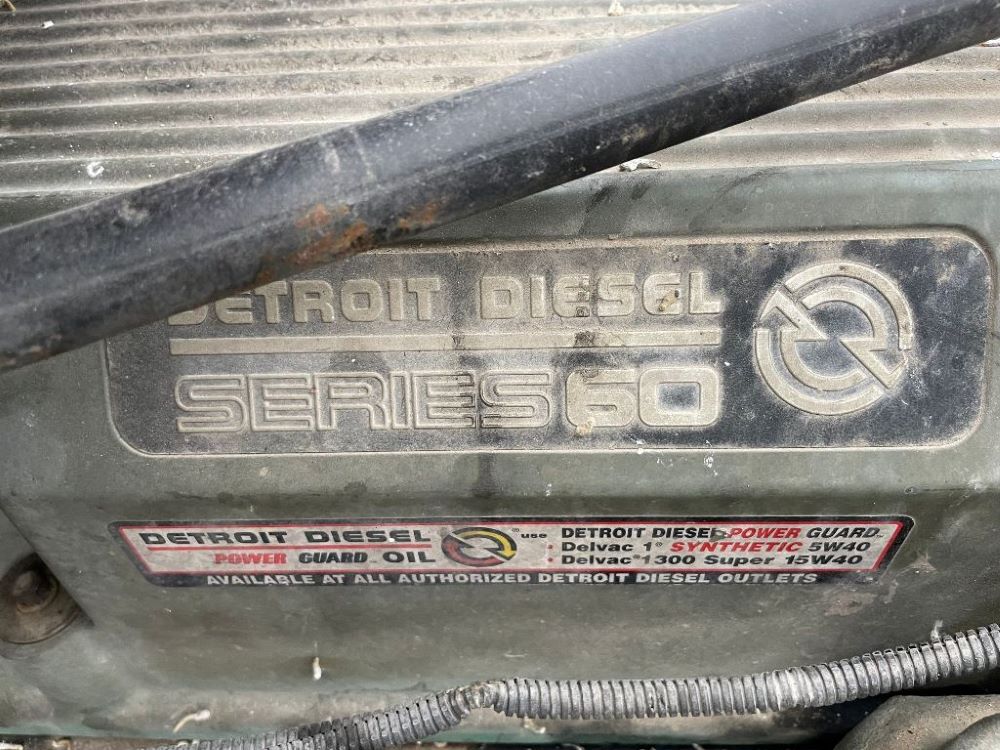 DETROIT DIESEL
SERIES 60
DETROIT DIESEL
POWER GUARD OIL
use
DETROIT DIESEL POWER GUARD™
· Delvac 1® SYNTHETIC 5W40
· Delvac 1300 Super 15W40
AVAILABLE AT ALL AUTHORIZED DETROIT DIESEL OUTLETS